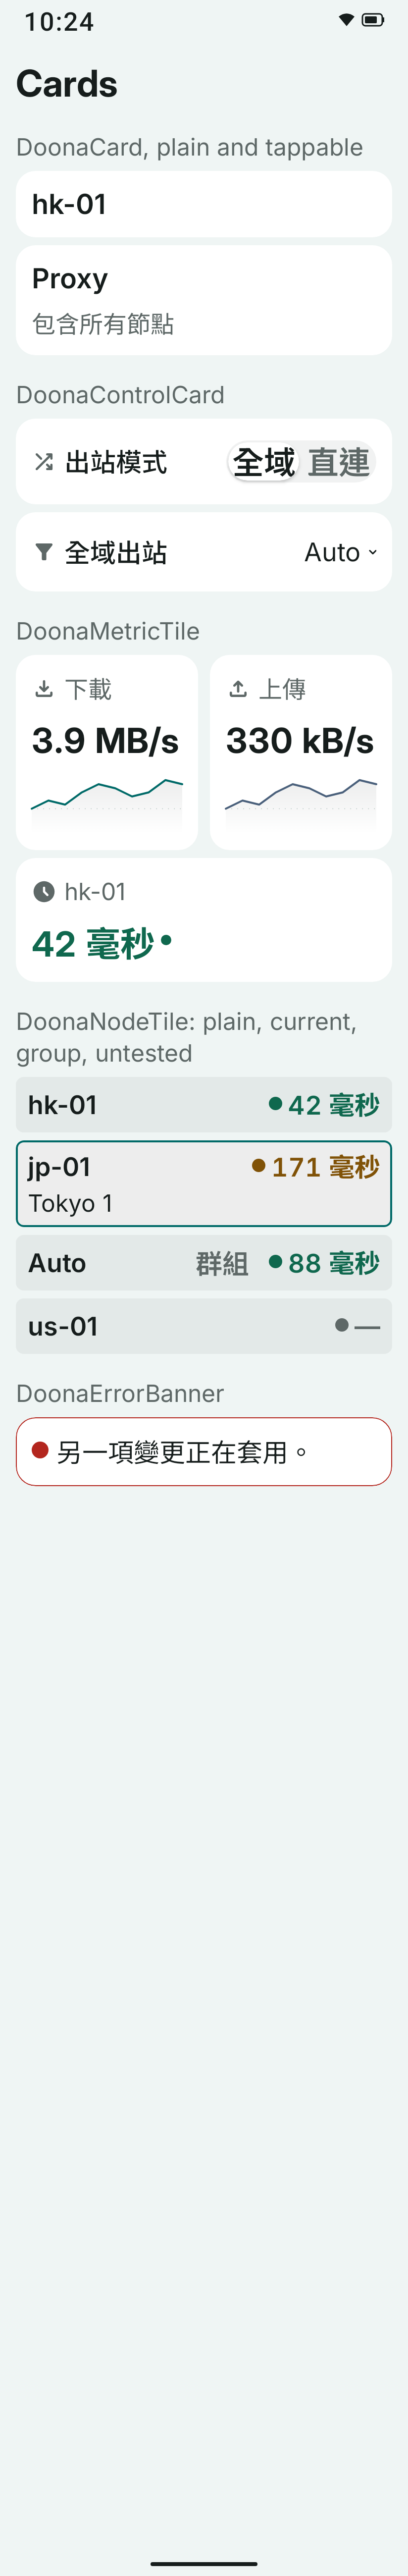 10:24
Cards
DoonaCard, plain and tappable
hk-01
Proxy
包含所有節點
DoonaControlCard
出站模式
全域 直連
全域出站
Auto
DoonaMetricTile
下載
3.9 MB/s
上傳
330 kB/s
hk-01
42 毫秒
DoonaNodeTile: plain, current,
group, untested
hk-01
42 毫秒
jp-01
171 毫秒
Tokyo 1
Auto
群組
88 毫秒
us-01
—
DoonaErrorBanner
另一項變更正在套用。